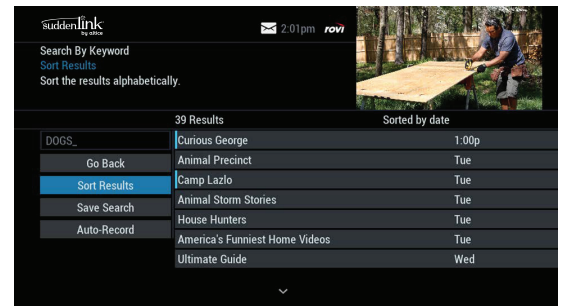 suddenlink
by altice
2:01pm rovi
Search By Keyword
Sort Results
Sort the results alphabetically.
39 Results Sorted by date
DOGS_
Go Back
Sort Results
Save Search
Auto-Record
Curious George 1:00p
Animal Precinct Tue
Camp Lazlo Tue
Animal Storm Stories Tue
House Hunters Tue
America's Funniest Home Videos Tue
Ultimate Guide Wed